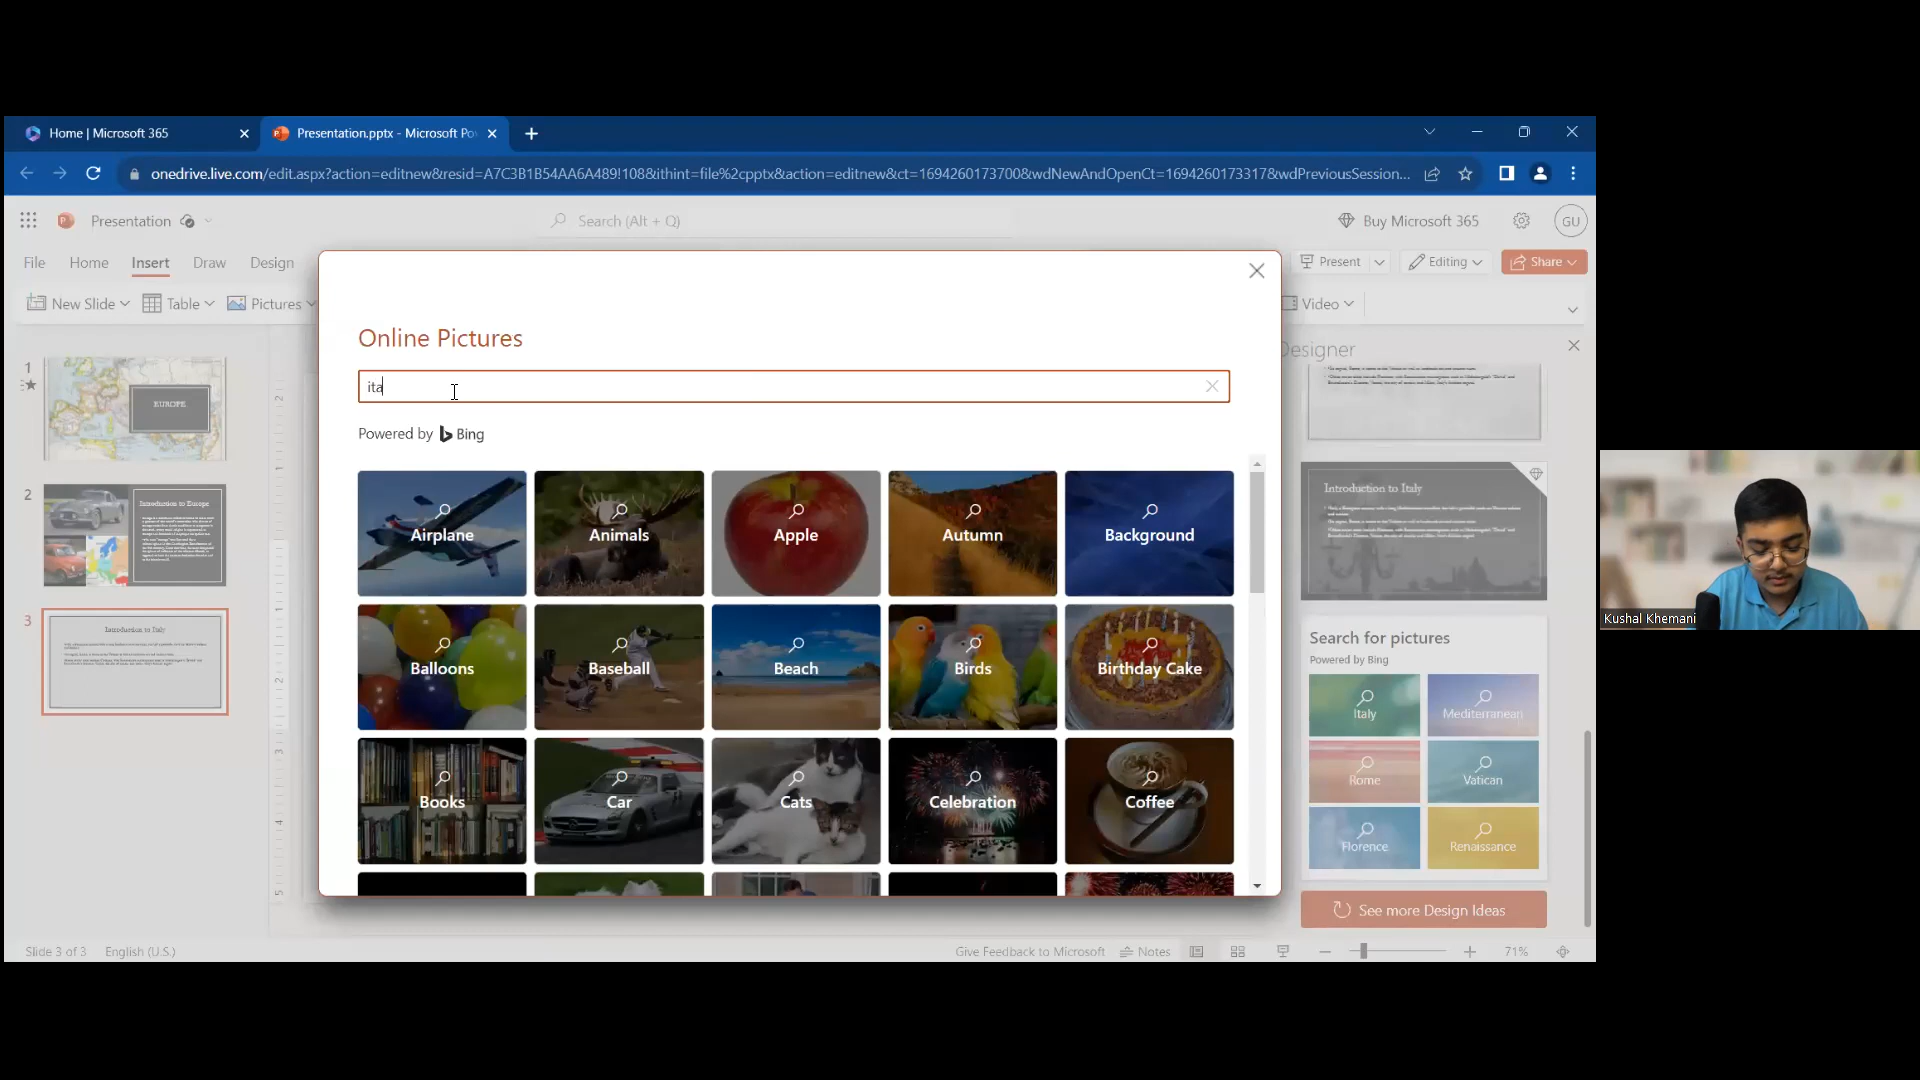 Home | Microsoft 365
Presentation.pptx - Microsoft Po
onedrive.live.com/edit.aspx?action=editnew&resid=A7C3B1B54AA6A489!108&ithint=file%2cpptx&action=editnew&ct=1694260173700&wdNewAndOpenCt=1694260173317&wdPreviousSession...
Presentation
Search (Alt + Q)
Buy Microsoft 365
GU
File Home Insert Draw Design
Present
Editing
Share
New Slide
Table
Pictures
Video
Designer
Online Pictures
ita
Powered by Bing
Airplane Animals Apple Autumn Background
Balloons Baseball Beach Birds Birthday Cake
Books Car Cats Celebration Coffee
1
EUROPE
2
Introduction to Europe
3
Introduction to Italy
Introduction to Italy
Search for pictures
Powered by Bing
Italy Mediterranean
Rome Vatican
Florence Renaissance
See more Design Ideas
Slide 3 of 3 English (U.S.)
Give Feedback to Microsoft
Notes
71%
Kushal Khemani